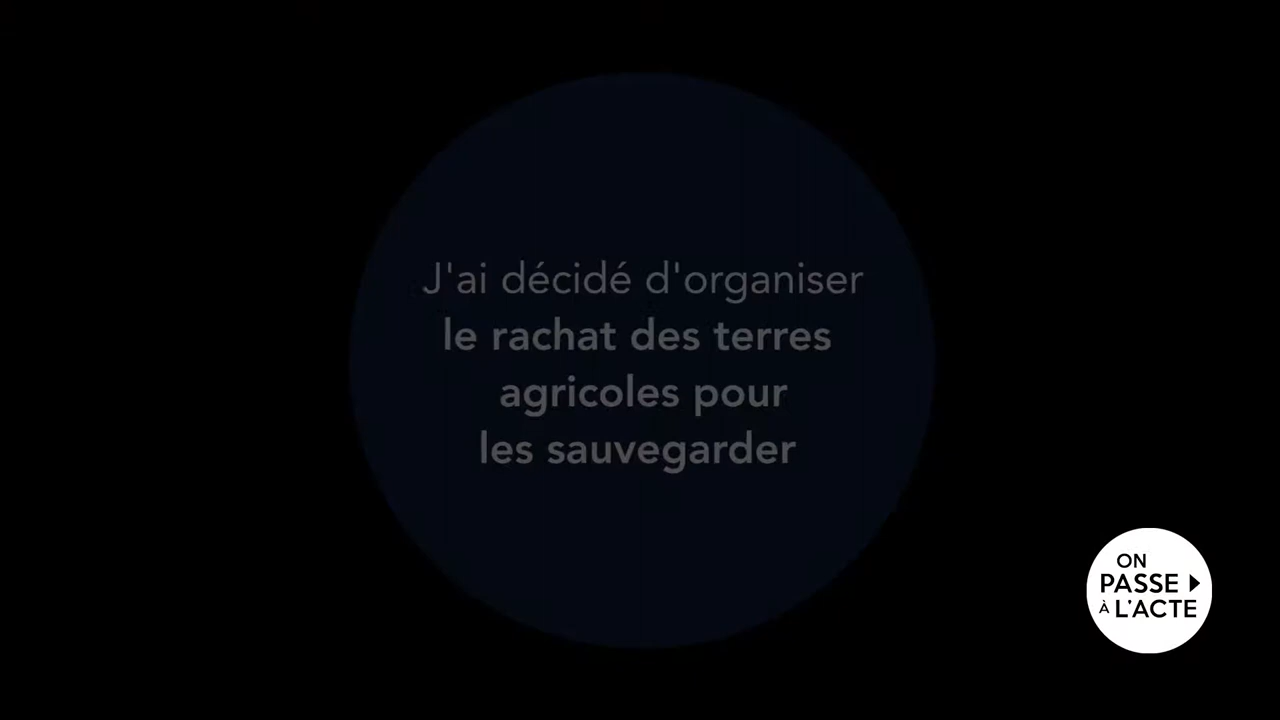 J'ai décidé d'organiser
le rachat des terres
agricoles pour
les sauvegarder
ON
PASSE
À L'ACTE